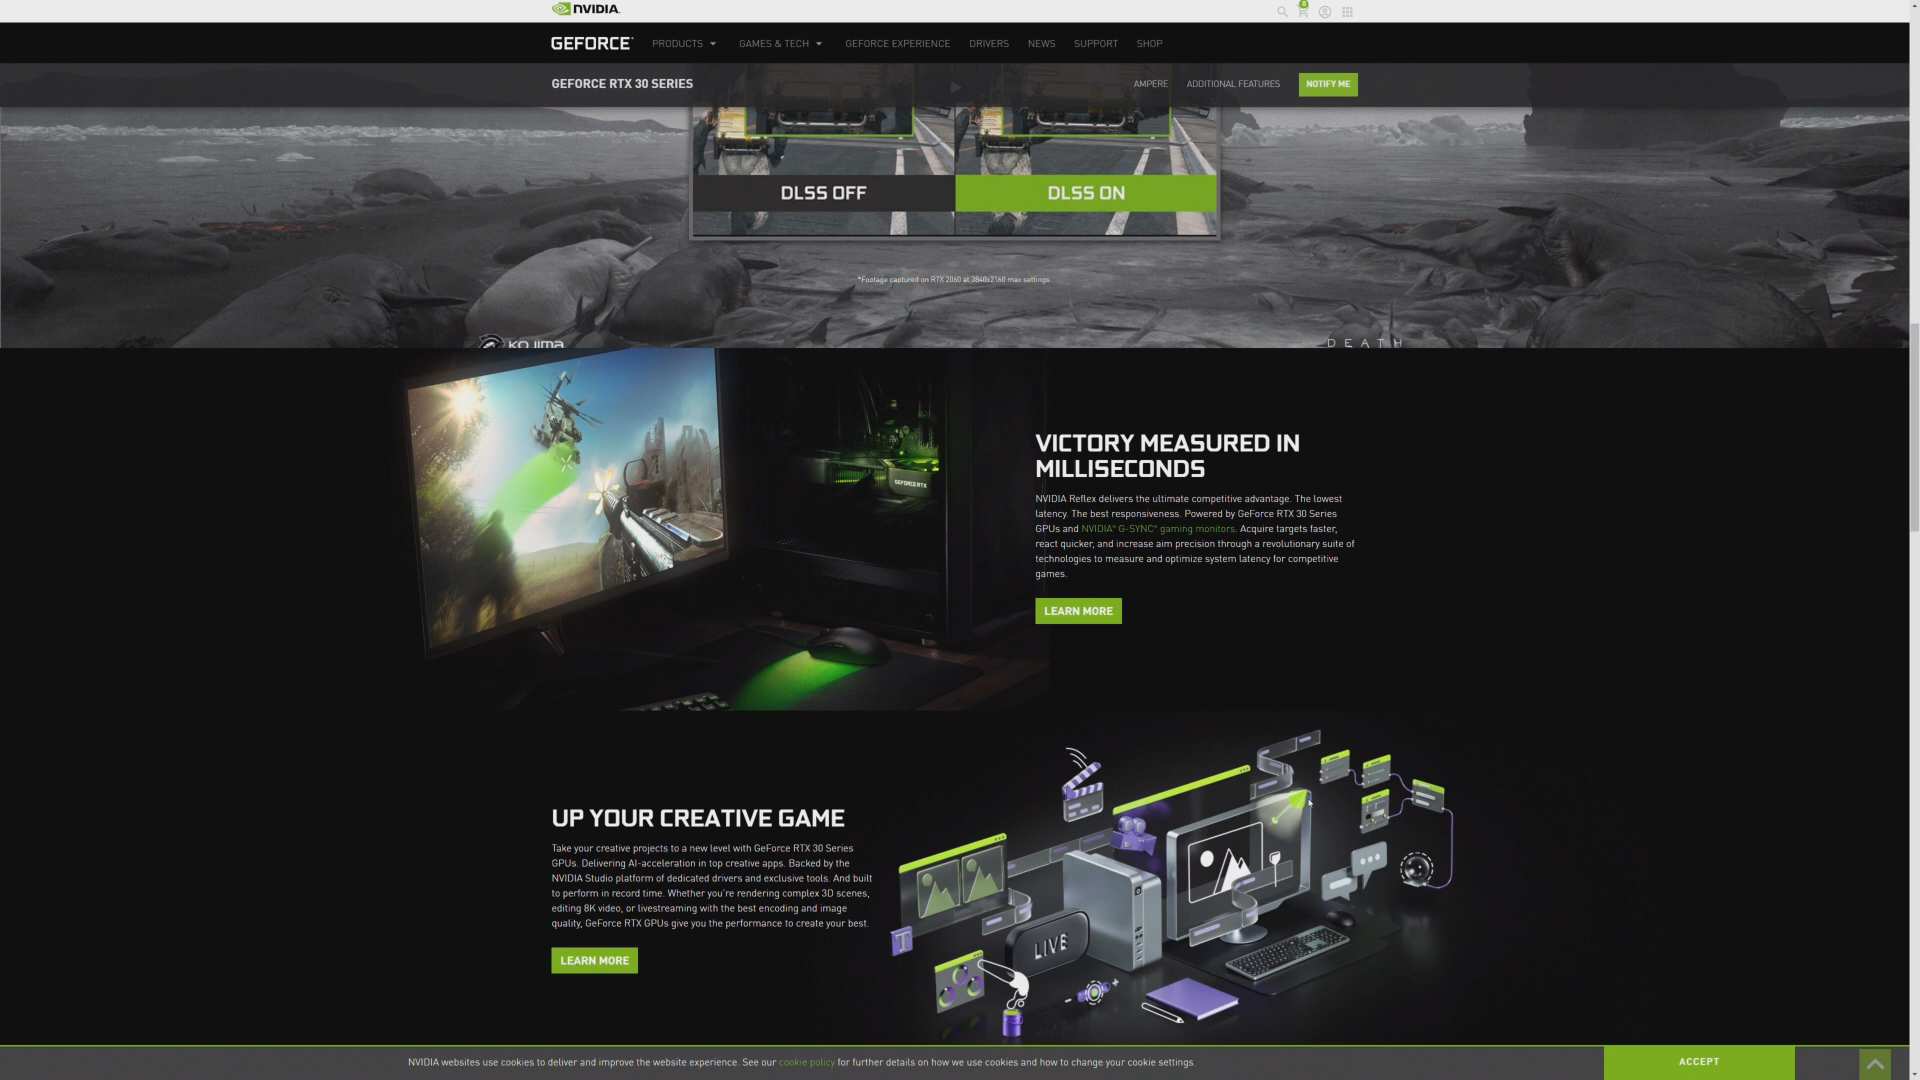 NVIDIA.
0
GEFORCE
PRODUCTS
GAMES & TECH
GEFORCE EXPERIENCE
DRIVERS
NEWS
SUPPORT
SHOP
GEFORCE RTX 30 SERIES
AMPERE
ADDITIONAL FEATURES
NOTIFY ME
DLSS OFF
DLSS ON
*Footage captured on RTX 2060 at 3840x2160 max settings
KOJIMA
DEATH
GEFORCE RTX
VICTORY MEASURED IN
MILLISECONDS
NVIDIA Reflex delivers the ultimate competitive advantage. The lowest
latency. The best responsiveness. Powered by GeForce RTX 30 Series
GPUs and NVIDIA® G-SYNC® gaming monitors. Acquire targets faster,
react quicker, and increase aim precision through a revolutionary suite of
technologies to measure and optimize system latency for competitive
games.
LEARN MORE
UP YOUR CREATIVE GAME
Take your creative projects to a new level with GeForce RTX 30 Series
GPUs. Delivering AI-acceleration in top creative apps. Backed by the
NVIDIA Studio platform of dedicated drivers and exclusive tools. And built
to perform in record time. Whether you're rendering complex 3D scenes,
editing 8K video, or livestreaming with the best encoding and image
quality, GeForce RTX GPUs give you the performance to create your best.
LEARN MORE
T
LIVE
NVIDIA websites use cookies to deliver and improve the website experience. See our cookie policy for further details on how we use cookies and how to change your cookie settings.
ACCEPT